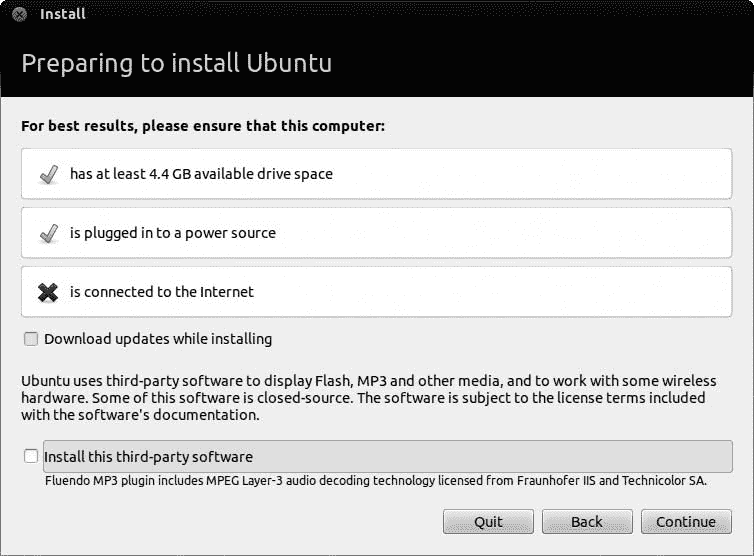 Install
Preparing to install Ubuntu
For best results, please ensure that this computer:
has at least 4.4 GB available drive space
is plugged in to a power source
is connected to the Internet
Download updates while installing
Ubuntu uses third-party software to display Flash, MP3 and other media, and to work with some wireless
hardware. Some of this software is closed-source. The software is subject to the license terms included
with the software's documentation.
Install this third-party software
Fluendo MP3 plugin includes MPEG Layer-3 audio decoding technology licensed from Fraunhofer IIS and Technicolor SA.
Quit Back Continue